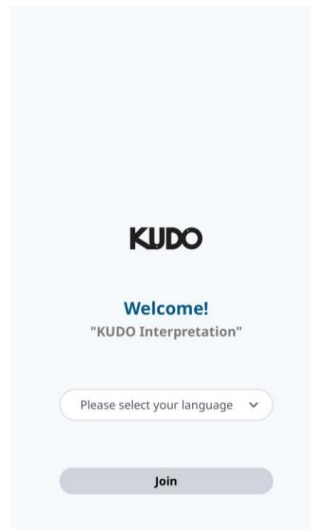 KUDO
Welcome!
"KUDO Interpretation"
Please select your language
Join